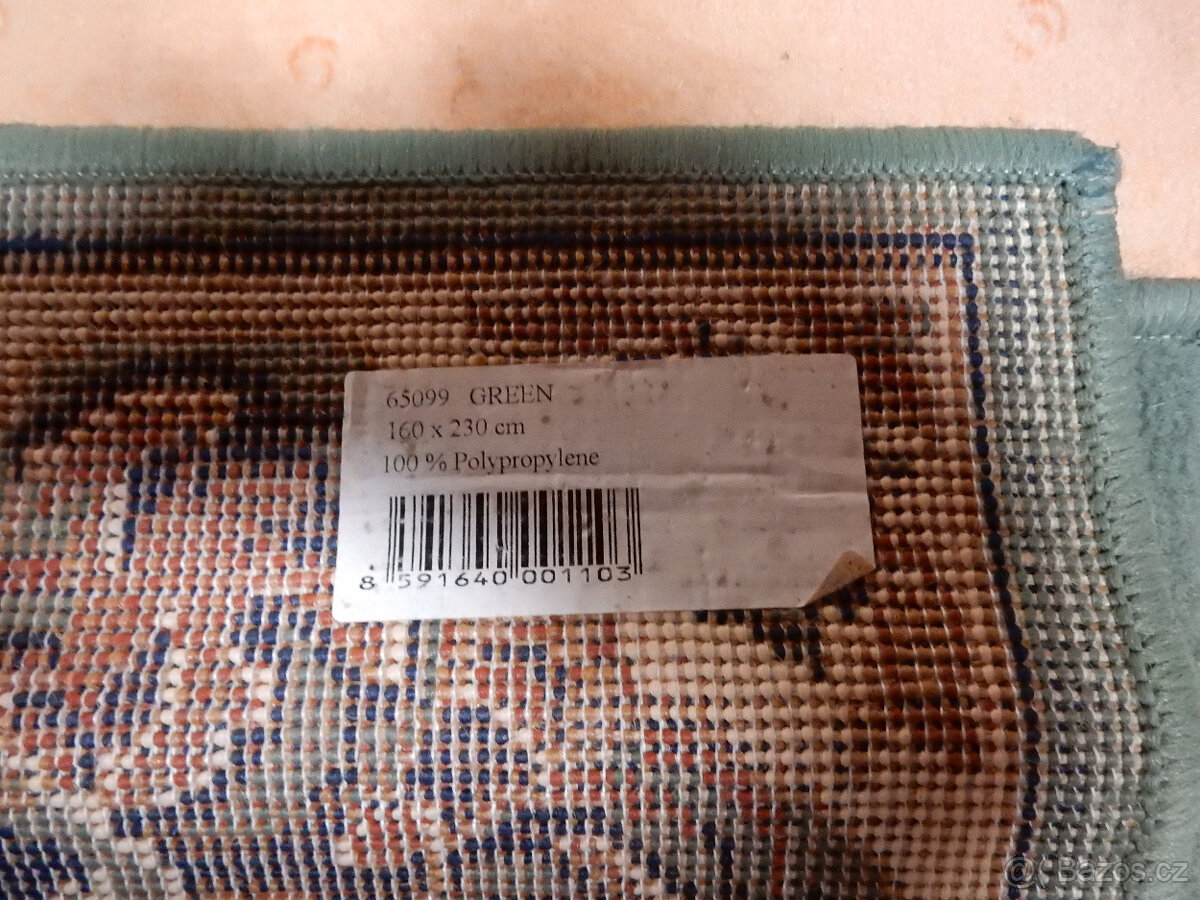 65099 GREEN
160 x 230 cm
100 % Polypropylene
8 591640 001103
@ Bazos.cz